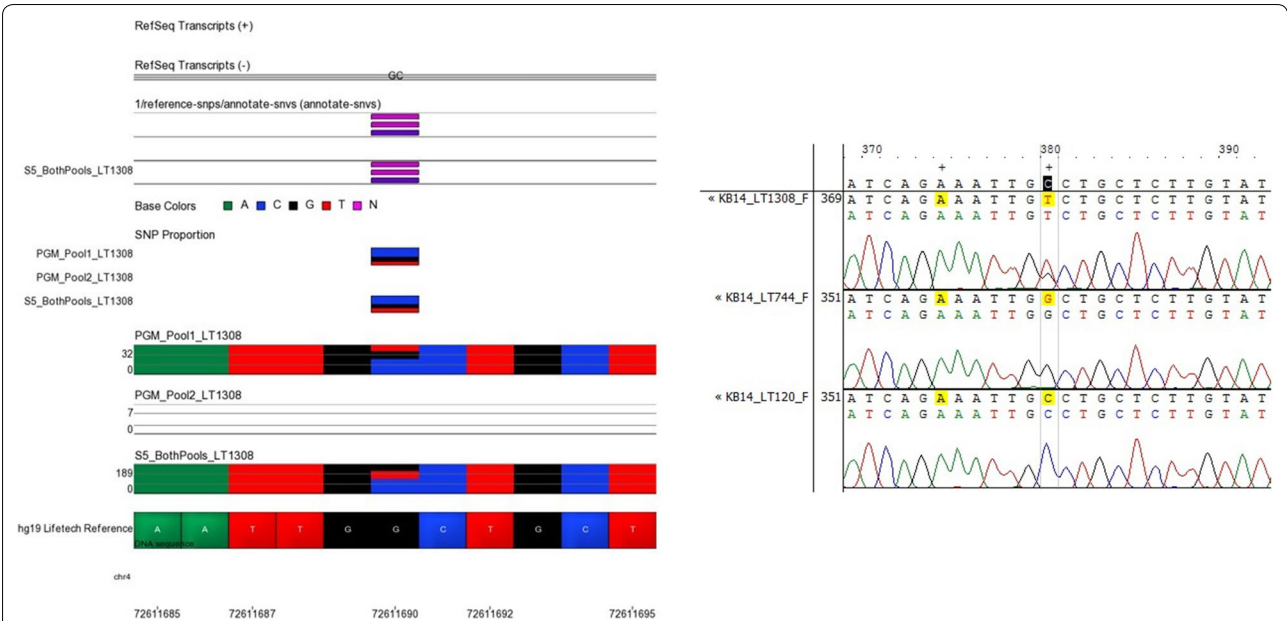 RefSeq Transcripts (+)
RefSeq Transcripts (-)
GC
1/reference-snps/annotate-snvs (annotate-snvs)
S5_BothPools_LT1308
Base Colors A C G T N
SNP Proportion
PGM_Pool1_LT1308
PGM_Pool2_LT1308
S5_BothPools_LT1308
PGM_Pool1_LT1308
32
0
PGM_Pool2_LT1308
7
0
S5_BothPools_LT1308
189
0
hg19 Lifetech Reference A A T T G G C T G C T
DNA sequence
chr4
72611685 72611687 72611690 72611692 72611695
370 380 390
+ +
A T C A G A A A T T G C C T G C T C T T G T A T
« KB14_LT1308_F 369 A T C A G A A A T T G T C T G C T C T T G T A T
A T C A G A A A T T G T C T G C T C T T G T A T
« KB14_LT744_F 351 A T C A G A A A T T G G C T G C T C T T G T A T
A T C A G A A A T T G G C T G C T C T T G T A T
« KB14_LT120_F 351 A T C A G A A A T T G C C T G C T C T T G T A T
A T C A G A A A T T G C C T G C T C T T G T A T